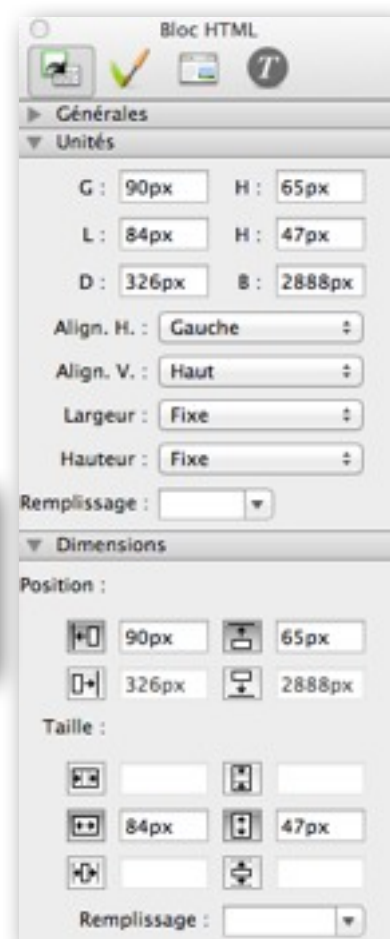 Bloc HTML
T
Générales
Unités
G : 90px H : 65px
L : 84px H : 47px
D : 326px B : 2888px
Align. H. : Gauche
Align. V. : Haut
Largeur : Fixe
Hauteur : Fixe
Remplissage :
Dimensions
Position :
90px 65px
326px 2888px
Taille :
84px 47px
Remplissage :